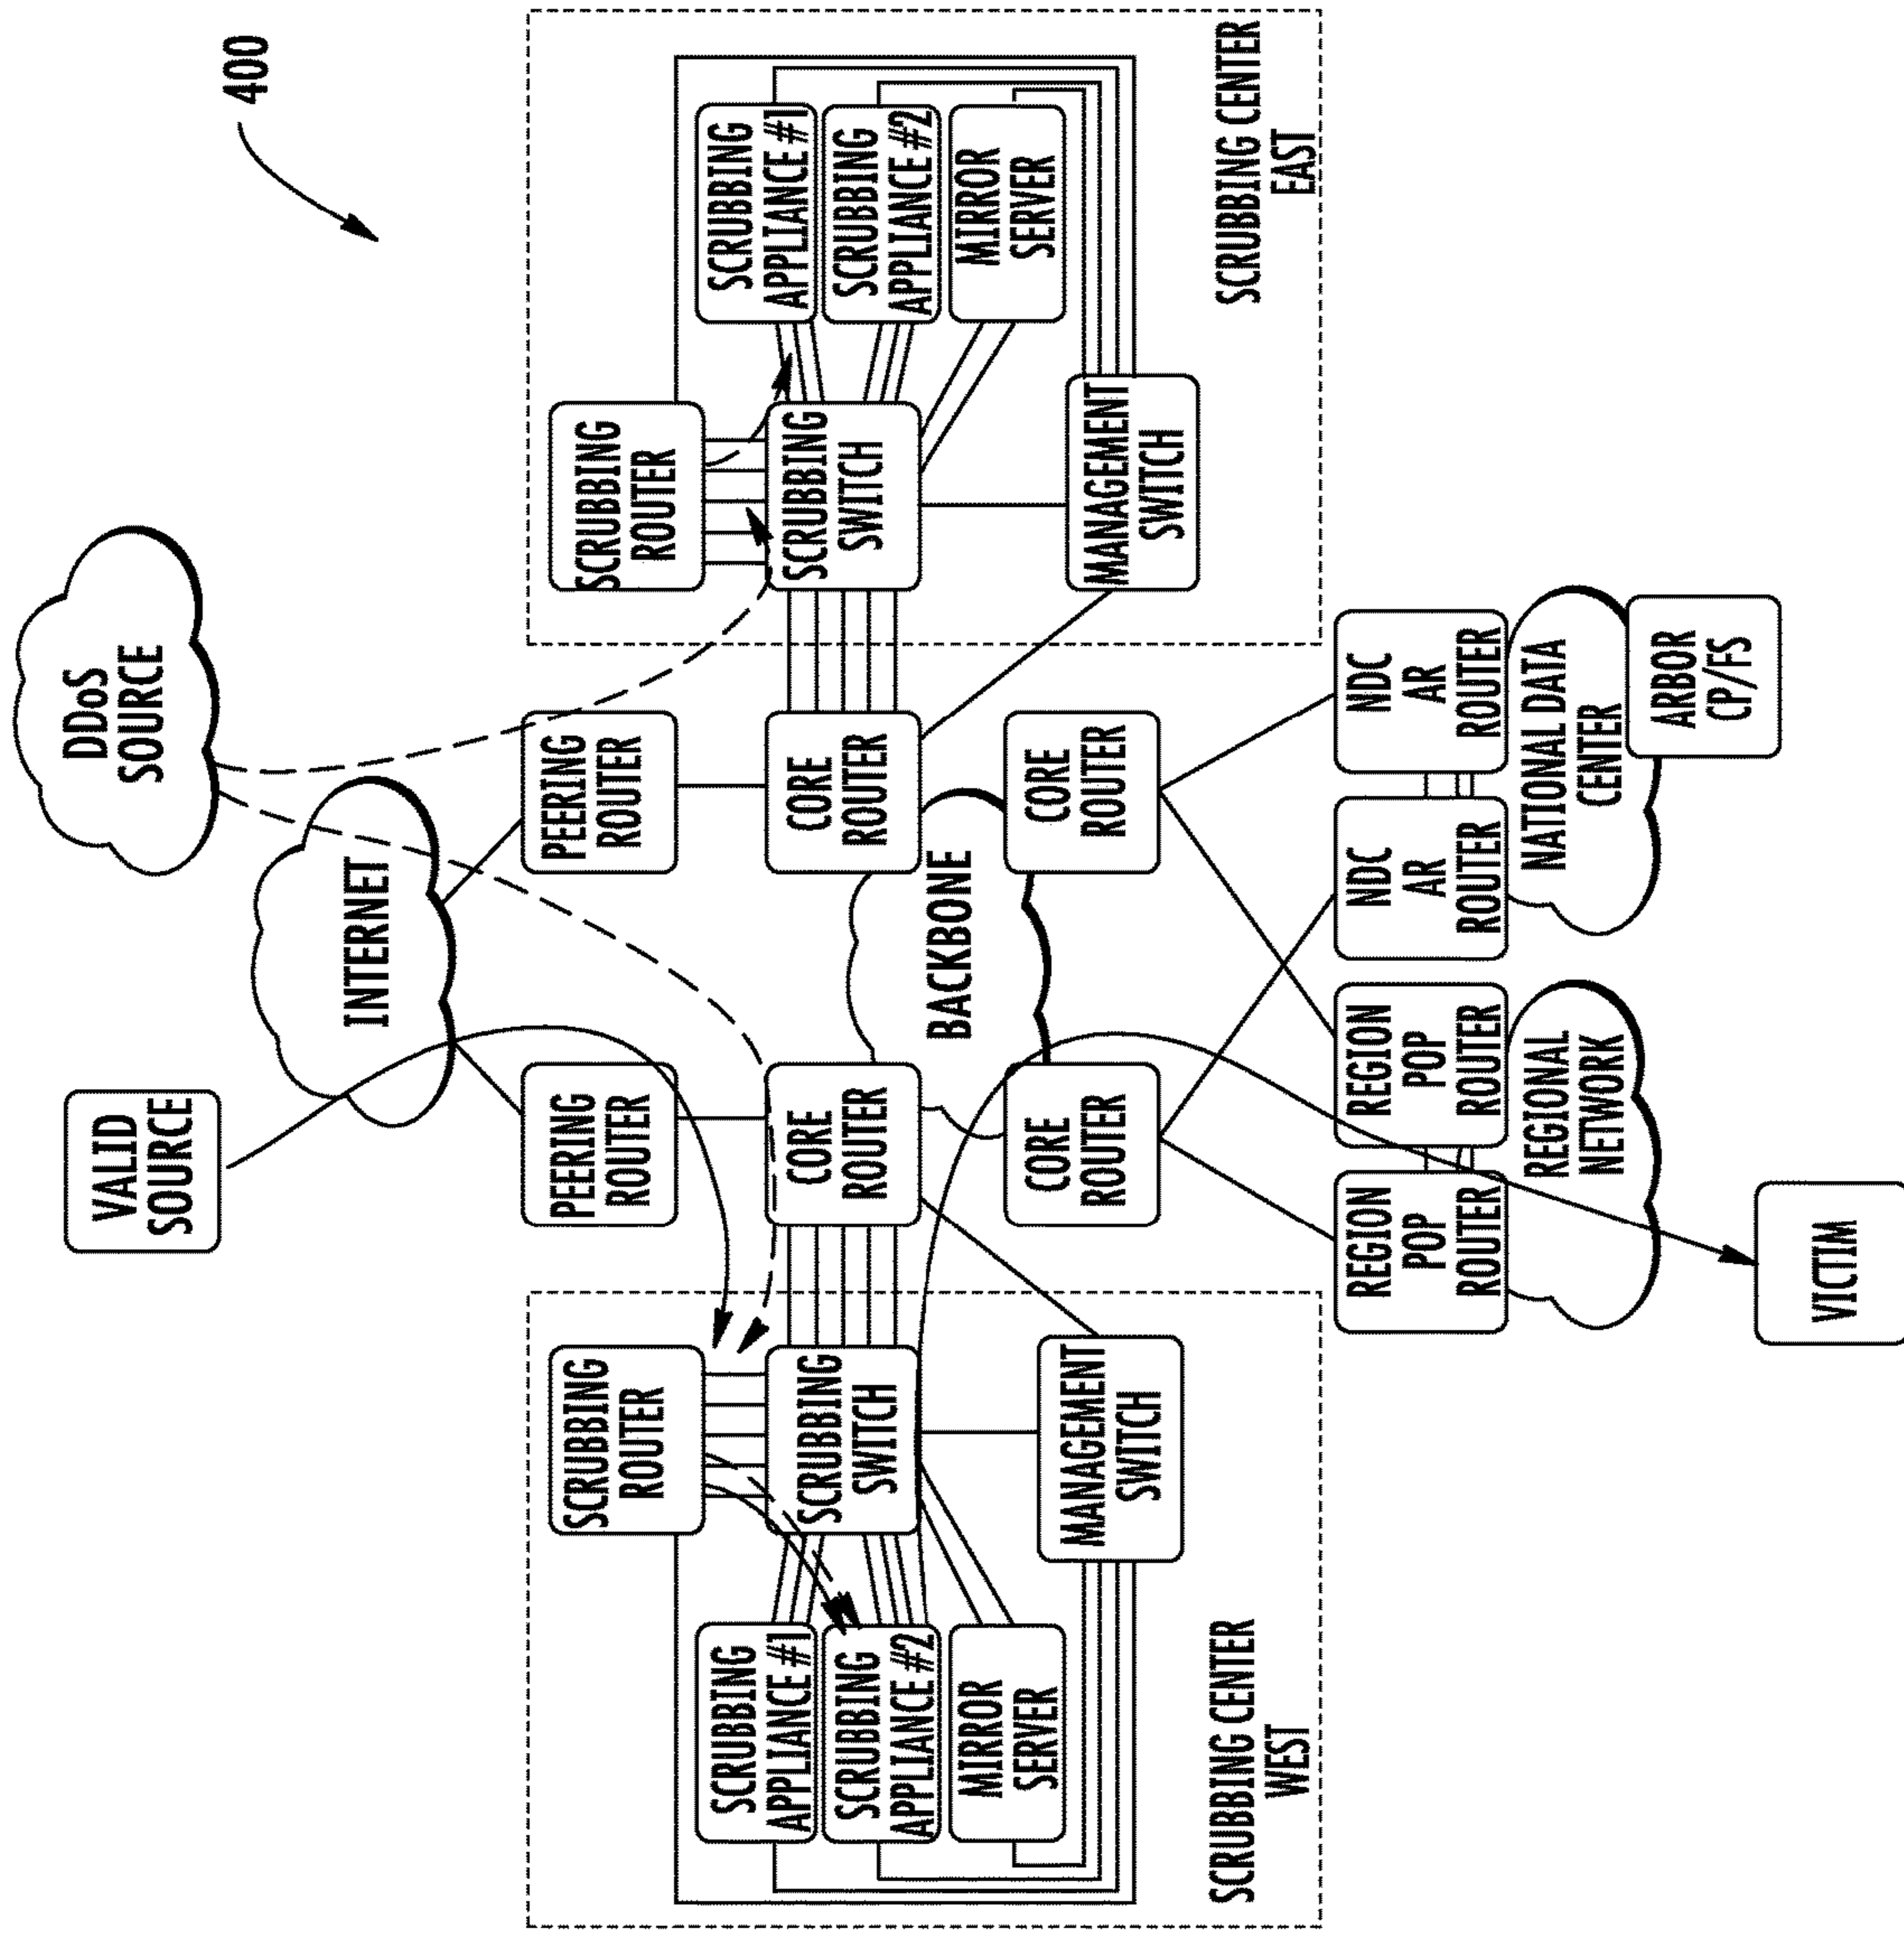 400
DDoS
SOURCE
VALID
SOURCE
INTERNET
PEERING
ROUTER
PEERING
ROUTER
SCRUBBING
ROUTER
SCRUBBING
APPLIANCE #1
SCRUBBING
APPLIANCE #2
MIRROR
SERVER
SCRUBBING
SWITCH
MANAGEMENT
SWITCH
SCRUBBING CENTER
WEST
CORE
ROUTER
CORE
ROUTER
BACKBONE
CORE
ROUTER
CORE
ROUTER
SCRUBBING
ROUTER
SCRUBBING
SWITCH
SCRUBBING
APPLIANCE #1
SCRUBBING
APPLIANCE #2
MIRROR
SERVER
MANAGEMENT
SWITCH
SCRUBBING CENTER
EAST
REGION
POP
ROUTER
REGION
POP
ROUTER
NDC
AR
ROUTER
NDC
AR
ROUTER
REGIONAL
NETWORK
NATIONAL DATA
CENTER
ARBOR
CP/FS
VICTIM